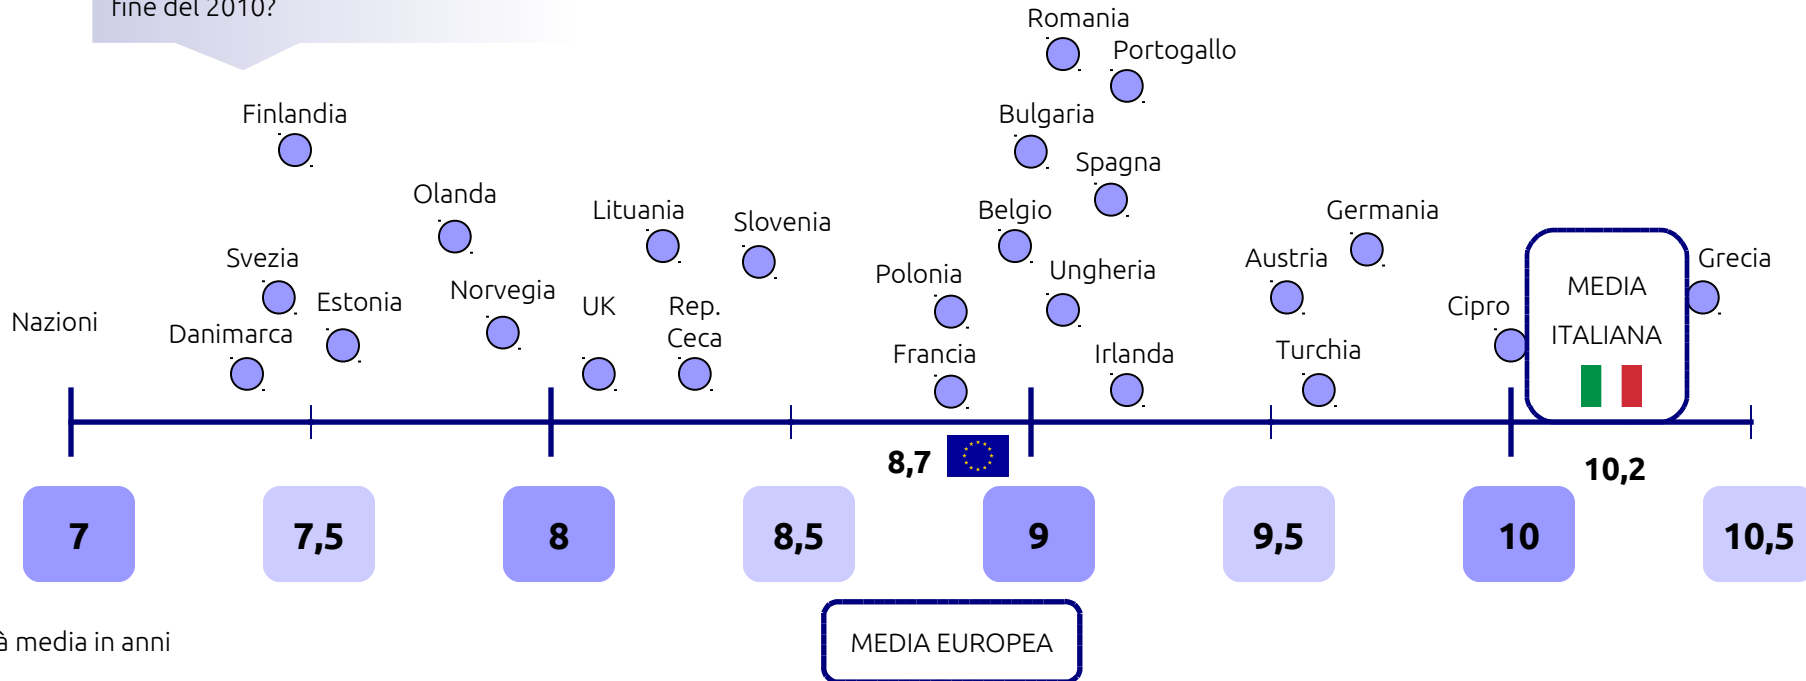 fine del 2010?
Romania
Portogallo
Finlandia
Bulgaria
Spagna
Olanda
Lituania
Slovenia
Belgio
Germania
Svezia
Estonia
Norvegia
UK
Rep.
Ceca
Polonia
Ungheria
Austria
Grecia
Nazioni
Danimarca
Francia
Irlanda
Turchia
Cipro
MEDIA
ITALIANA
8,7
10,2
7
7,5
8
8,5
9
9,5
10
10,5
à media in anni
MEDIA EUROPEA